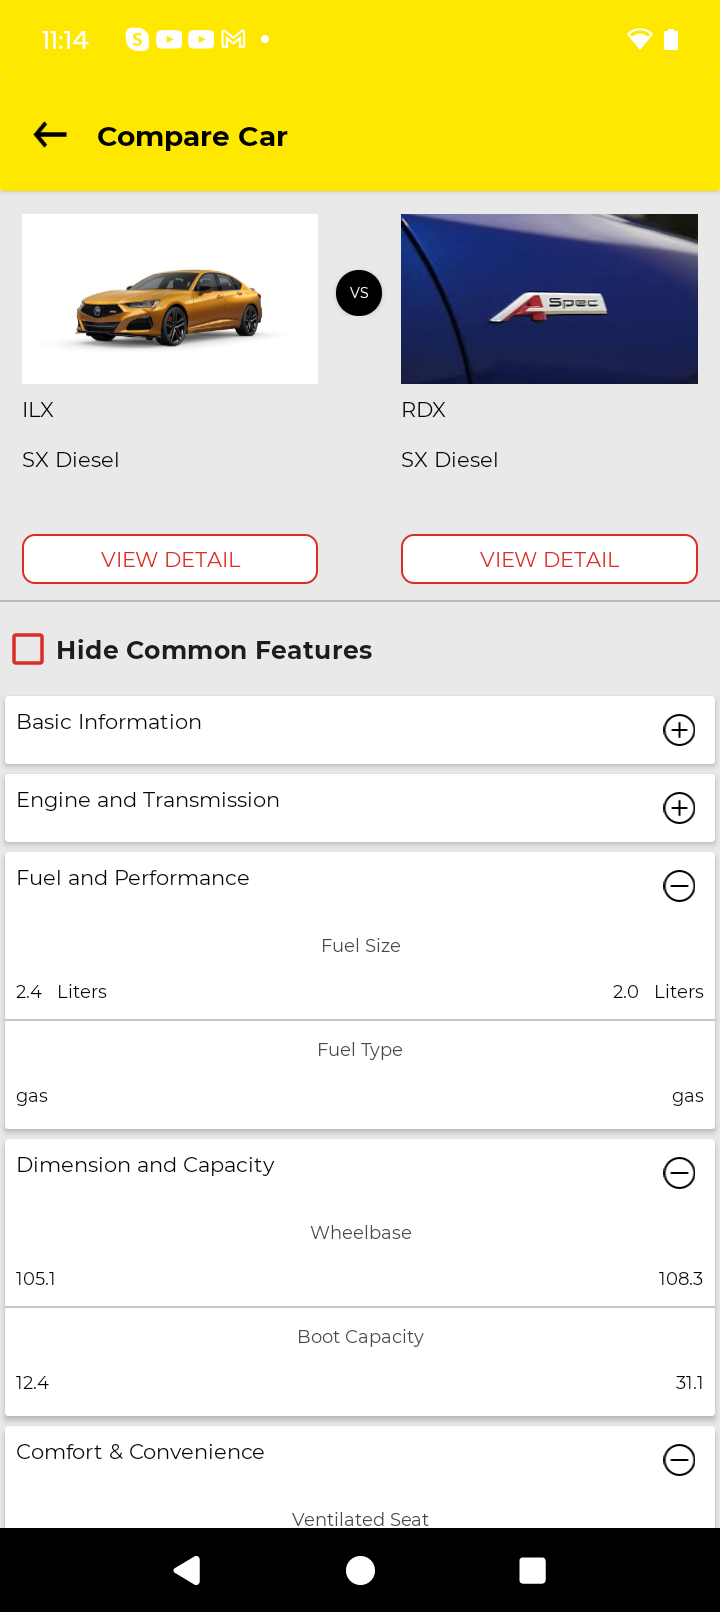 11:14
Compare Car
A Spec
VS
ILX
RDX
SX Diesel
SX Diesel
VIEW DETAIL
VIEW DETAIL
Hide Common Features
Basic Information
Engine and Transmission
Fuel and Performance
Fuel Size
2.4 Liters
2.0 Liters
Fuel Type
gas
gas
Dimension and Capacity
Wheelbase
105.1
108.3
Boot Capacity
12.4
31.1
Comfort & Convenience
Ventilated Seat